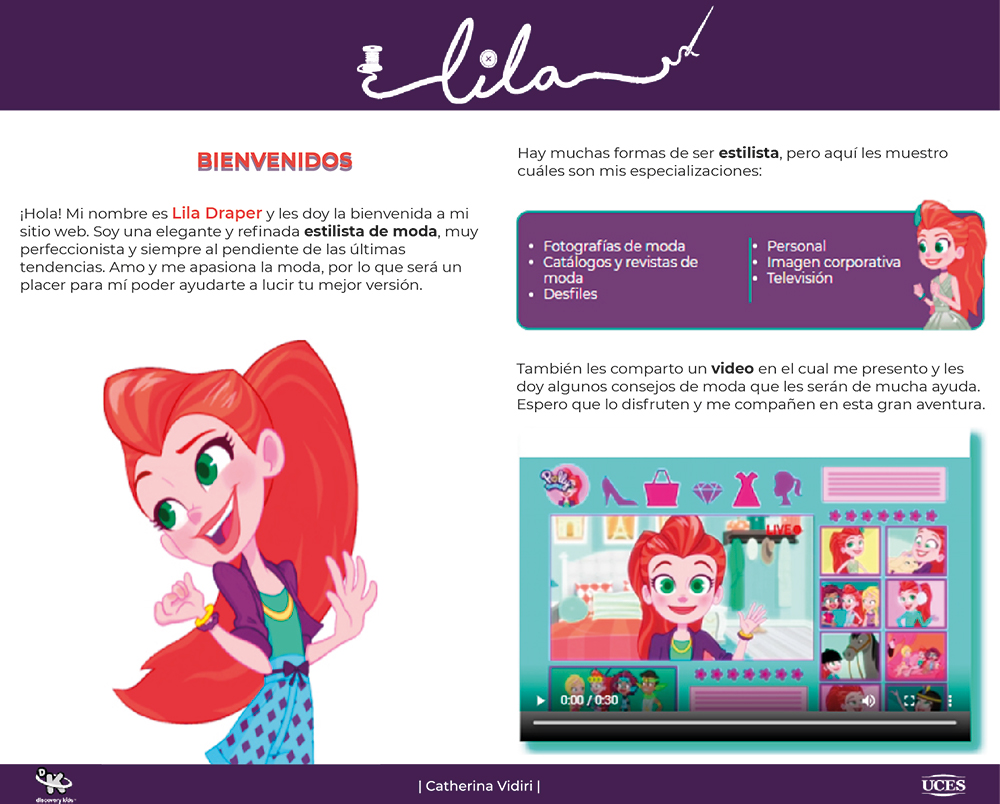 lila
BIENVENIDOS
¡Hola! Mi nombre es Lila Draper y les doy la bienvenida a mi
sitio web. Soy una elegante y refinada estilista de moda, muy
perfeccionista y siempre al pendiente de las últimas
tendencias. Amo y me apasiona la moda, por lo que será un
placer para mí poder ayudarte a lucir tu mejor versión.
Hay muchas formas de ser estilista, pero aquí les muestro
cuáles son mis especializaciones:
• Fotografías de moda
• Catálogos y revistas de
moda
• Desfiles
• Personal
• Imagen corporativa
• Televisión
También les comparto un video en el cual me presento y les
doy algunos consejos de moda que les serán de mucha ayuda.
Espero que lo disfruten y me compañen en esta gran aventura.
Polly
LIVE
0:00 / 0:30
DK
discovery kids
| Catherina Vidiri |
UCES